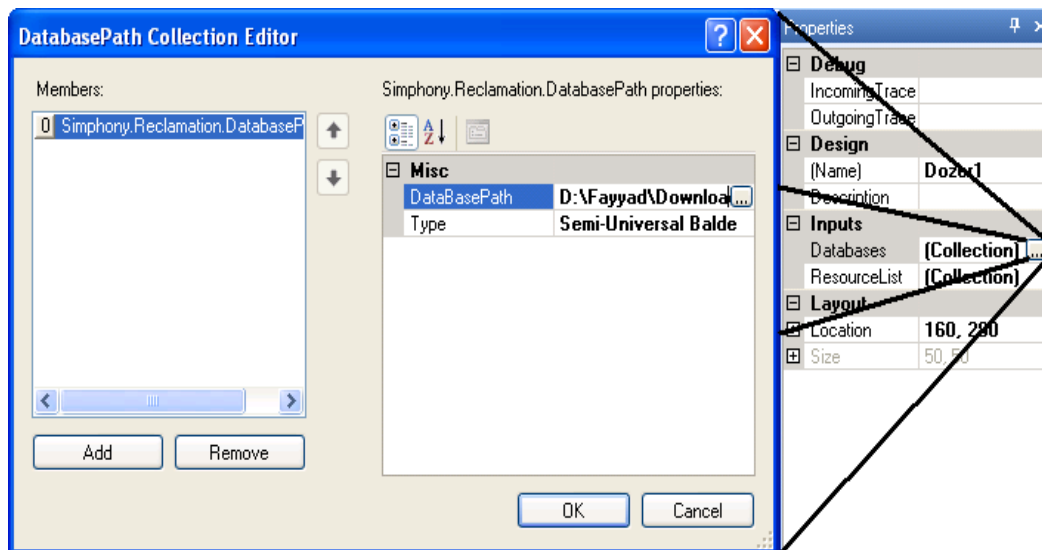 DatabasePath Collection Editor
Members:
0 Simphony.Reclamation.DatabaseP
Add
Remove
Simphony.Reclamation.DatabasePath properties:
Misc
DataBasePath D:\Fayyad\Downloa ...
Type Semi-Universal Balde
OK
Cancel
Properties
Debug
IncomingTrace
OutgoingTrace
Design
(Name) Dozer1
Description
Inputs
Databases (Collection) ...
ResourceList (Collection)
Layout
Location 160, 290
Size 50, 50